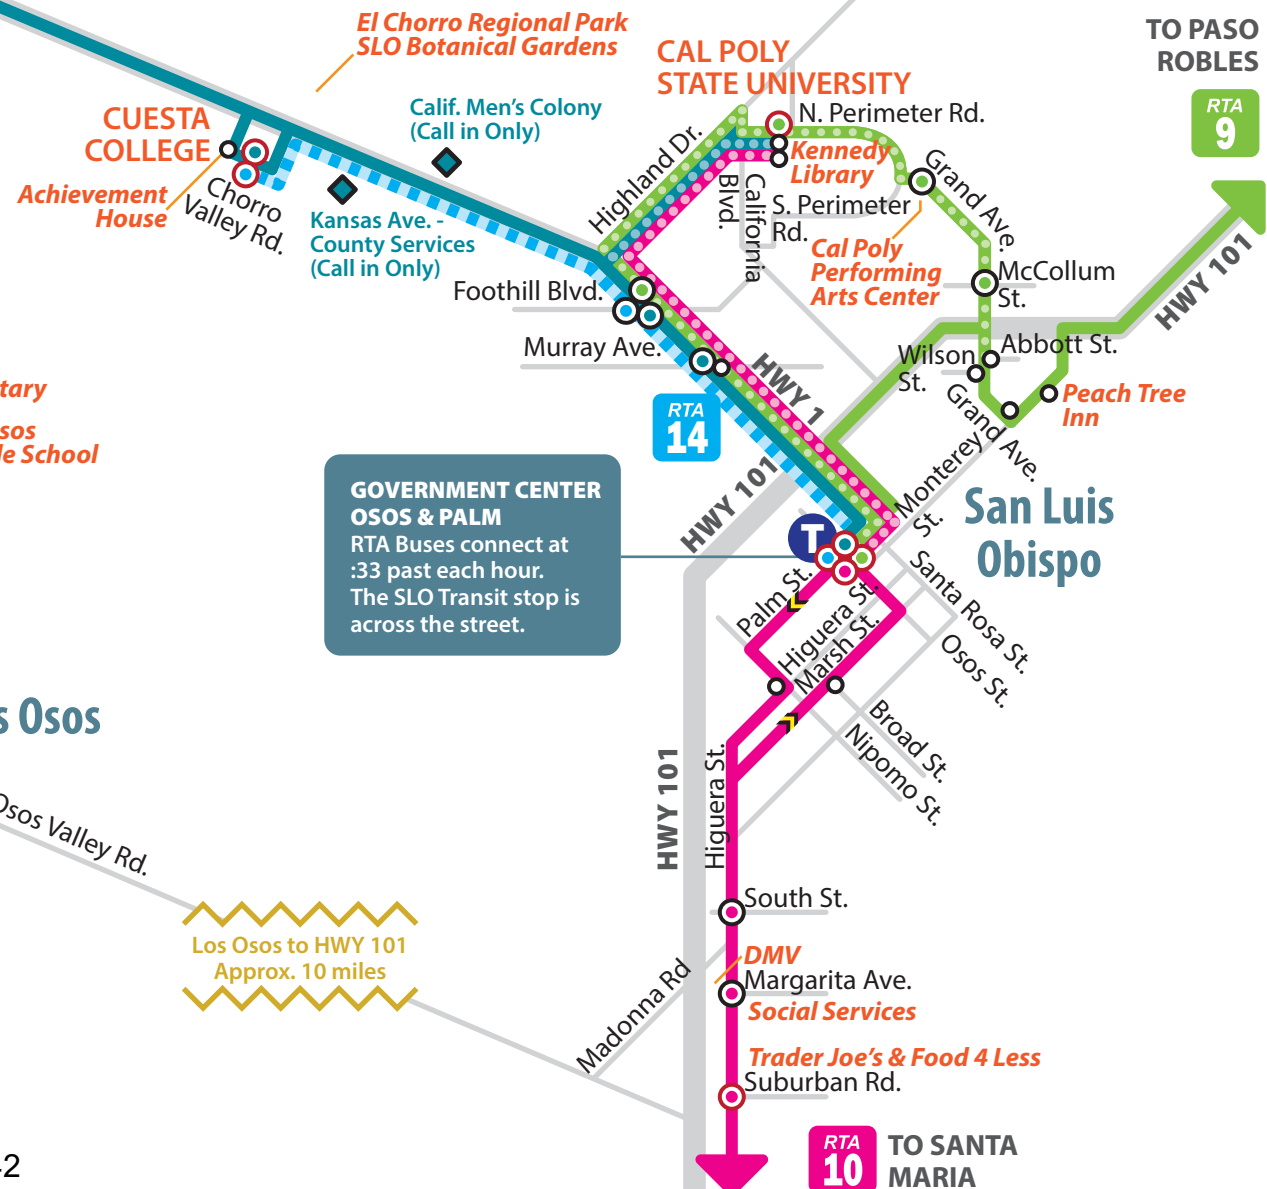 El Chorro Regional Park
SLO Botanical Gardens
CAL POLY
STATE UNIVERSITY
TO PASO
ROBLES
RTA
9
CUESTA
COLLEGE
Calif. Men's Colony
(Call in Only)
N. Perimeter Rd.
Kennedy
Library
Highland Dr.
California
Blvd.
S. Perimeter
Rd.
Grand Ave.
Achievement
House
Chorro
Valley Rd.
Kansas Ave. -
County Services
(Call in Only)
Cal Poly
Performing
Arts Center
McCollum
St.
HWY 101
Foothill Blvd.
Murray Ave.
HWY 1
Wilson
St.
Abbott St.
Grand Ave.
Peach Tree
Inn
tary
sos
le School
RTA
14
HWY 101
Monterey
St.
San Luis
Obispo
GOVERNMENT CENTER
OSOS & PALM
RTA Buses connect at
:33 past each hour.
The SLO Transit stop is
across the street.
T
Palm St.
Higuera St.
Marsh St.
Santa Rosa St.
Osos St.
Broad St.
Nipomo St.
s Osos
HWY 101
Higuera St.
Osos Valley Rd.
South St.
Los Osos to HWY 101
Approx. 10 miles
DMV
Margarita Ave.
Social Services
Madonna Rd
Trader Joe's & Food 4 Less
Suburban Rd.
RTA
10
TO SANTA
MARIA
42